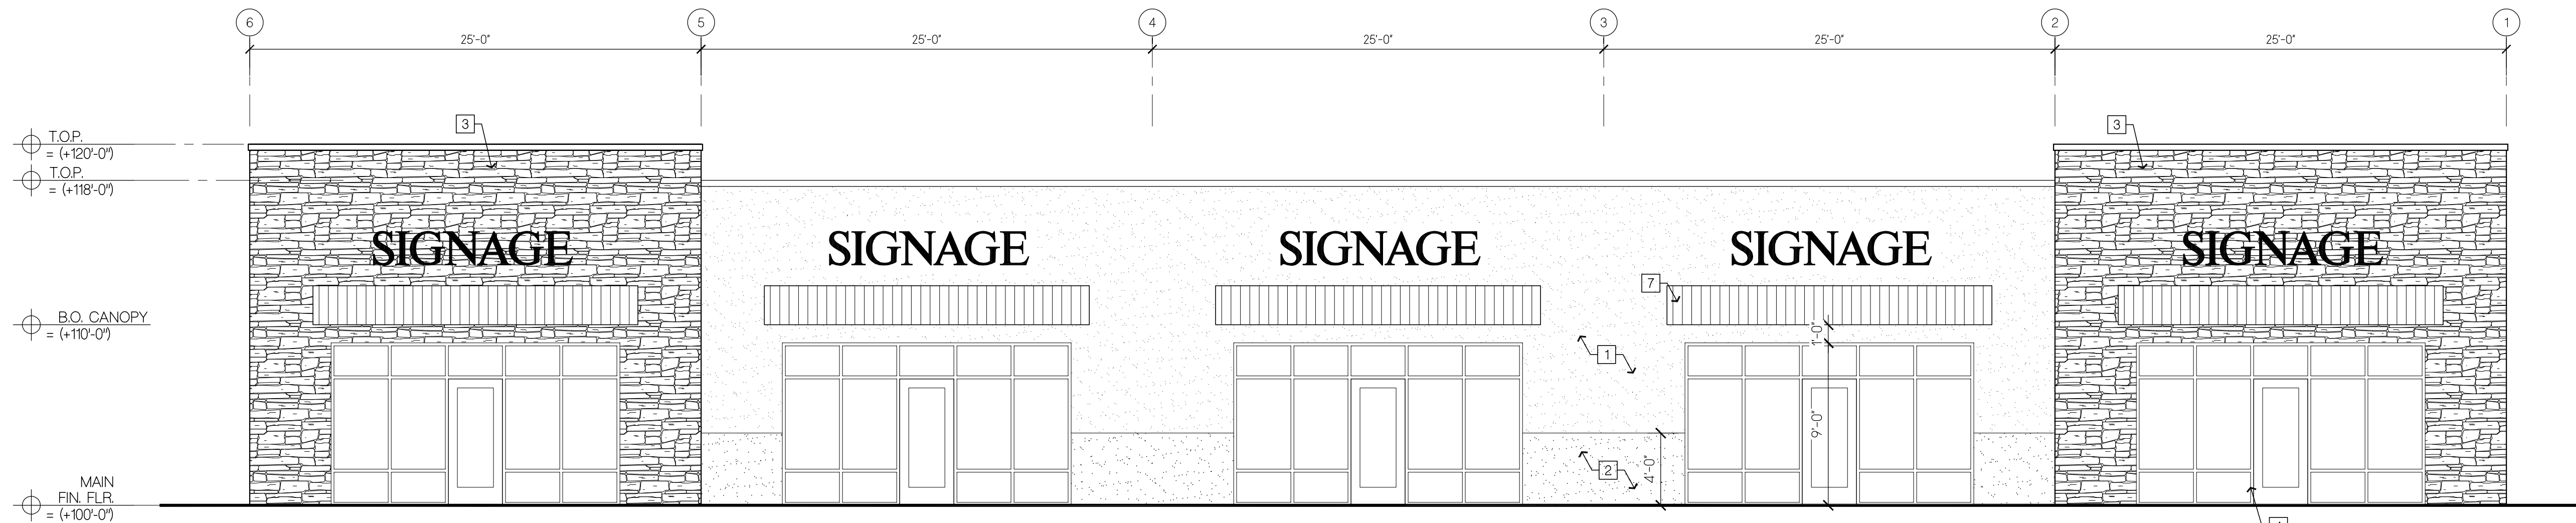 6 5 4 3 2 1
25'-0" 25'-0" 25'-0" 25'-0" 25'-0"
3 3
T.O.P.
= (+120'-0")
T.O.P.
= (+118'-0")
SIGNAGE SIGNAGE SIGNAGE SIGNAGE SIGNAGE
7
B.O. CANOPY
= (+110'-0")
1'-0"
1
9'-0"
2
4'-0"
MAIN
FIN. FLR.
= (+100'-0")